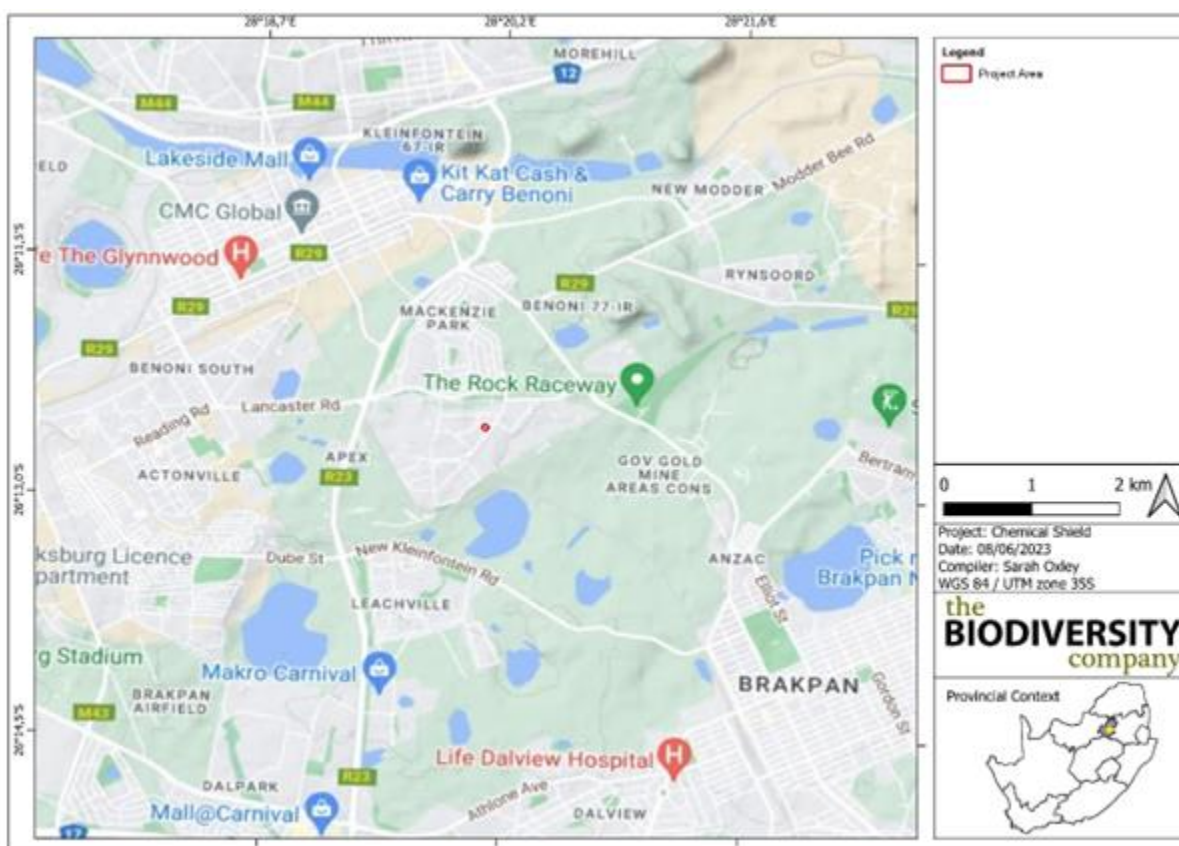 28°18,7'E
28°20,2'E
28°21,6'E
MOREHILL
12
M44
M44
KLEINFONTEIN
67-IR
Lakeside Mall
Kit Kat Cash &
Carry Benoni
Modder Bee Rd
NEW MODDER
CMC Global
26°11,5'S
e The Glynnwood
R29
R29
RYNSOORD
R29
MACKENZIE
PARK
BENONI 77-IR
R29
BENONI SOUTH
The Rock Raceway
Lancaster Rd
Reading Rd
APEX
ACTONVILLE
R23
GOV GOLD
MINE
AREAS CONS
Bertram
26°13,0'S
ksburg Licence
partment
Dube St
New Kleinfontein Rd
ANZAC
Pick n
Brakpan
Elliot St
LEACHVILLE
g Stadium
Makro Carnival
BRAKPAN
AIRFIELD
BRAKPAN
Gordon St
M43
26°14,5'S
Life Dalview Hospital
R23
DALPARK
Athlone Ave
Mall@Carnival
DALVIEW
17
Legend
Project Area
0 1 2 km
Project: Chemical Shield
Date: 08/06/2023
Compiler: Sarah Oxley
WGS 84 / UTM zone 35S
the
BIODIVERSITY
company
Provincial Context